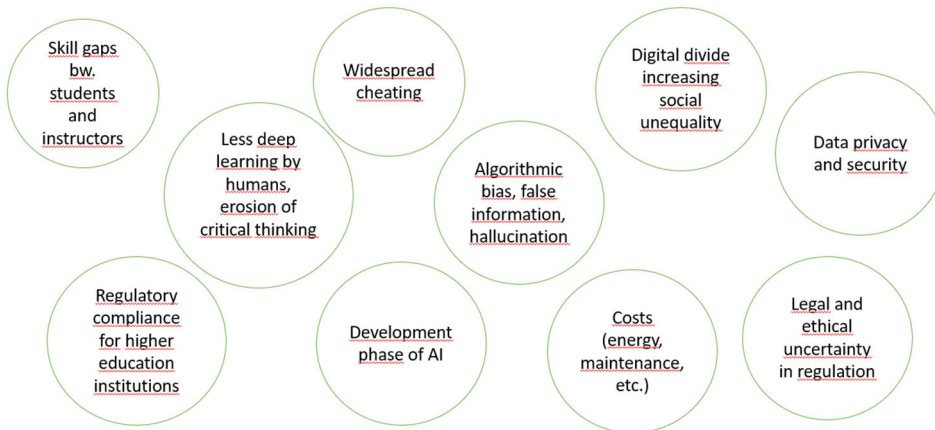 Skill gaps
bw.
students
and
instructors
Widespread
cheating
Digital divide
increasing
social
unequality
Data privacy
and security
Less deep
learning by
humans,
erosion of
critical thinking
Algorithmic
bias, false
information,
hallucination
Regulatory
compliance
for higher
education
institutions
Development
phase of AI
Costs
(energy,
maintenance,
etc.)
Legal and
ethical
uncertainty
in regulation